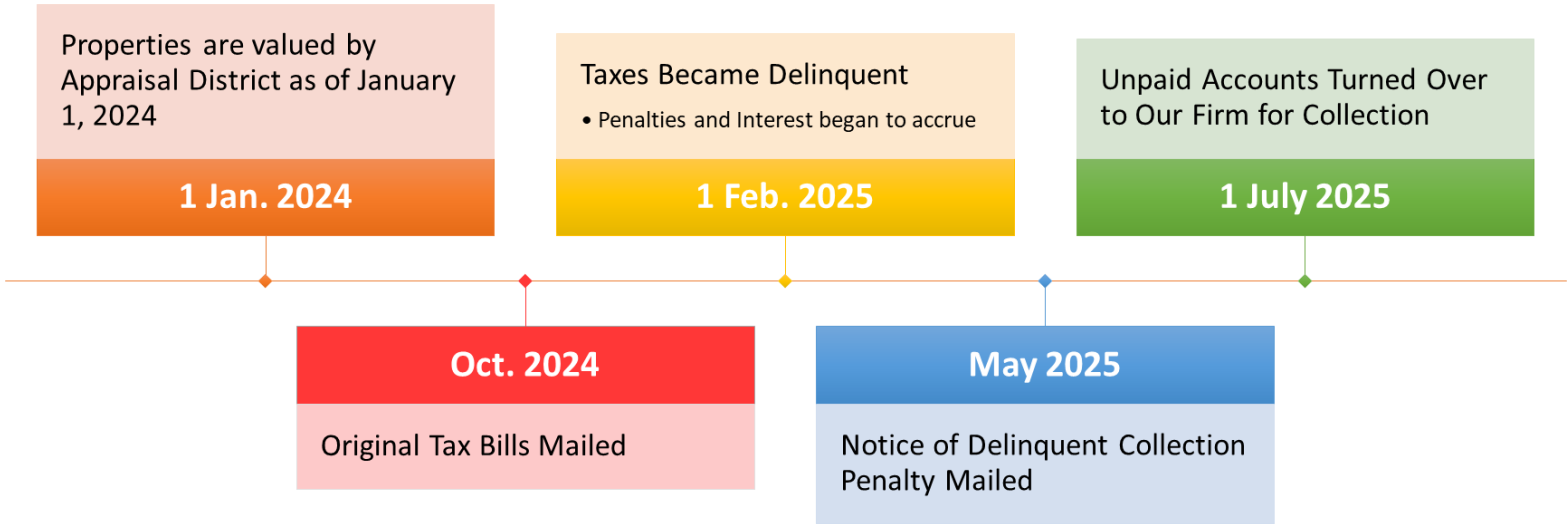 Properties are valued by
Appraisal District as of January
1, 2024
1 Jan. 2024
Oct. 2024
Original Tax Bills Mailed
Taxes Became Delinquent
• Penalties and Interest began to accrue
1 Feb. 2025
May 2025
Notice of Delinquent Collection
Penalty Mailed
Unpaid Accounts Turned Over
to Our Firm for Collection
1 July 2025